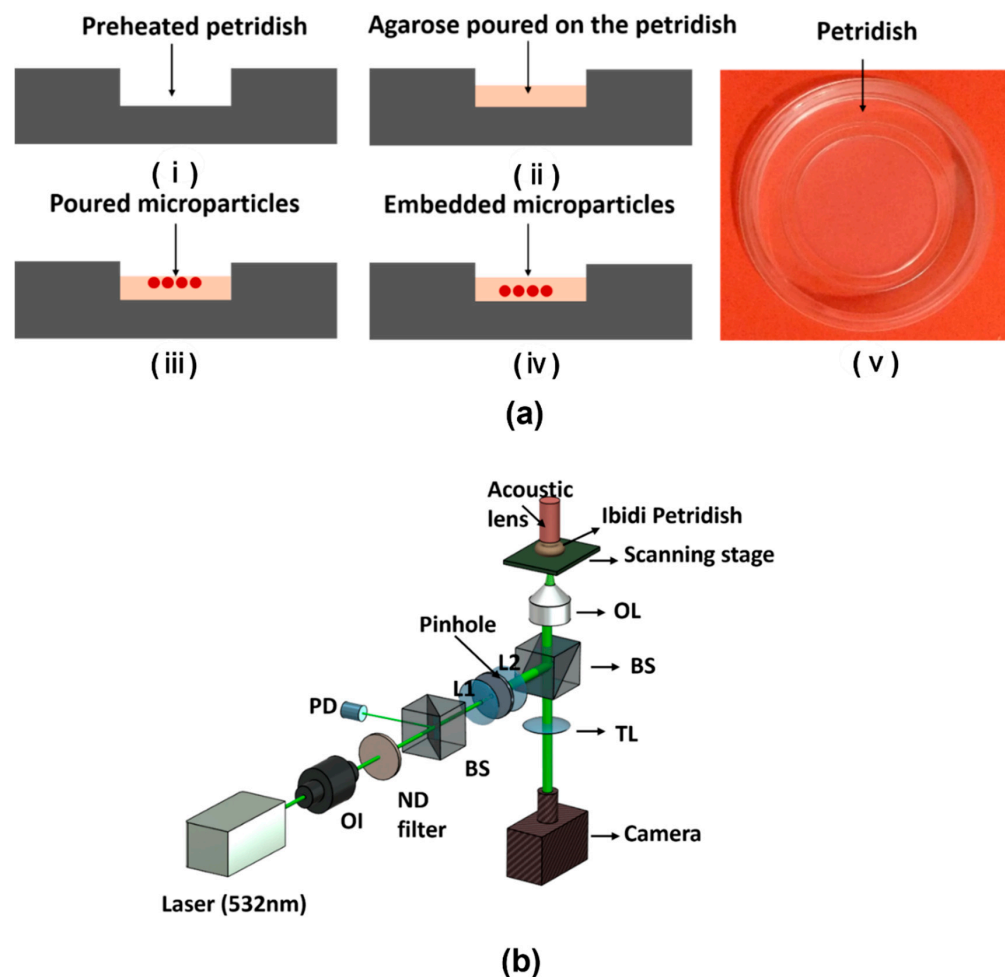 Preheated petridish
Agarose poured on the petridish
Petridish
( i )
( ii )
Poured microparticles
Embedded microparticles
(iii)
(iv)
( v )
(a)
Acoustic
lens
Ibidi Petridish
Scanning stage
OL
Pinhole
L2
BS
L1
PD
TL
BS
ND
filter
OI
Camera
Laser (532nm)
(b)